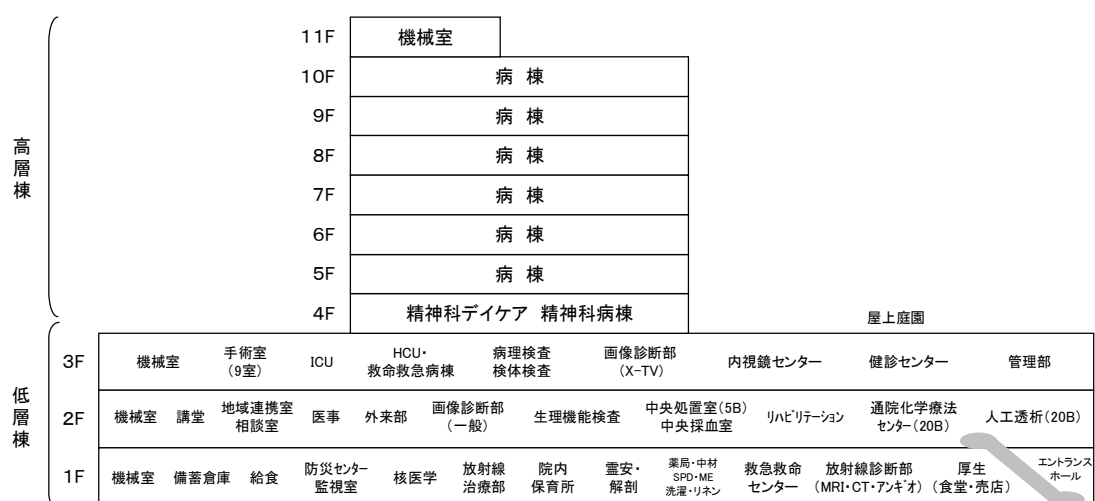 高層棟
11F 機械室
10F 病 棟
9F 病 棟
8F 病 棟
7F 病 棟
6F 病 棟
5F 病 棟
4F 精神科デイケア 精神科病棟
屋上庭園
低層棟
3F 機械室 手術室(9室) ICU HCU・救命救急病棟 病理検査検体検査 画像診断部(X-TV) 内視鏡センター 健診センター 管理部
2F 機械室 講堂 地域連携室相談室 医事 外来部 画像診断部(一般) 生理機能検査 中央処置室(5B)中央採血室 リハビリテーション 通院化学療法センター(20B) 人工透析(20B)
1F 機械室 備蓄倉庫 給食 防災センター監視室 核医学 放射線治療部 院内保育所 霊安・解剖 薬局・中材SPD・ME洗濯・リネン 救急救命センター 放射線診断部(MRI・CT・アンギオ) 厚生(食堂・売店) エントランスホール